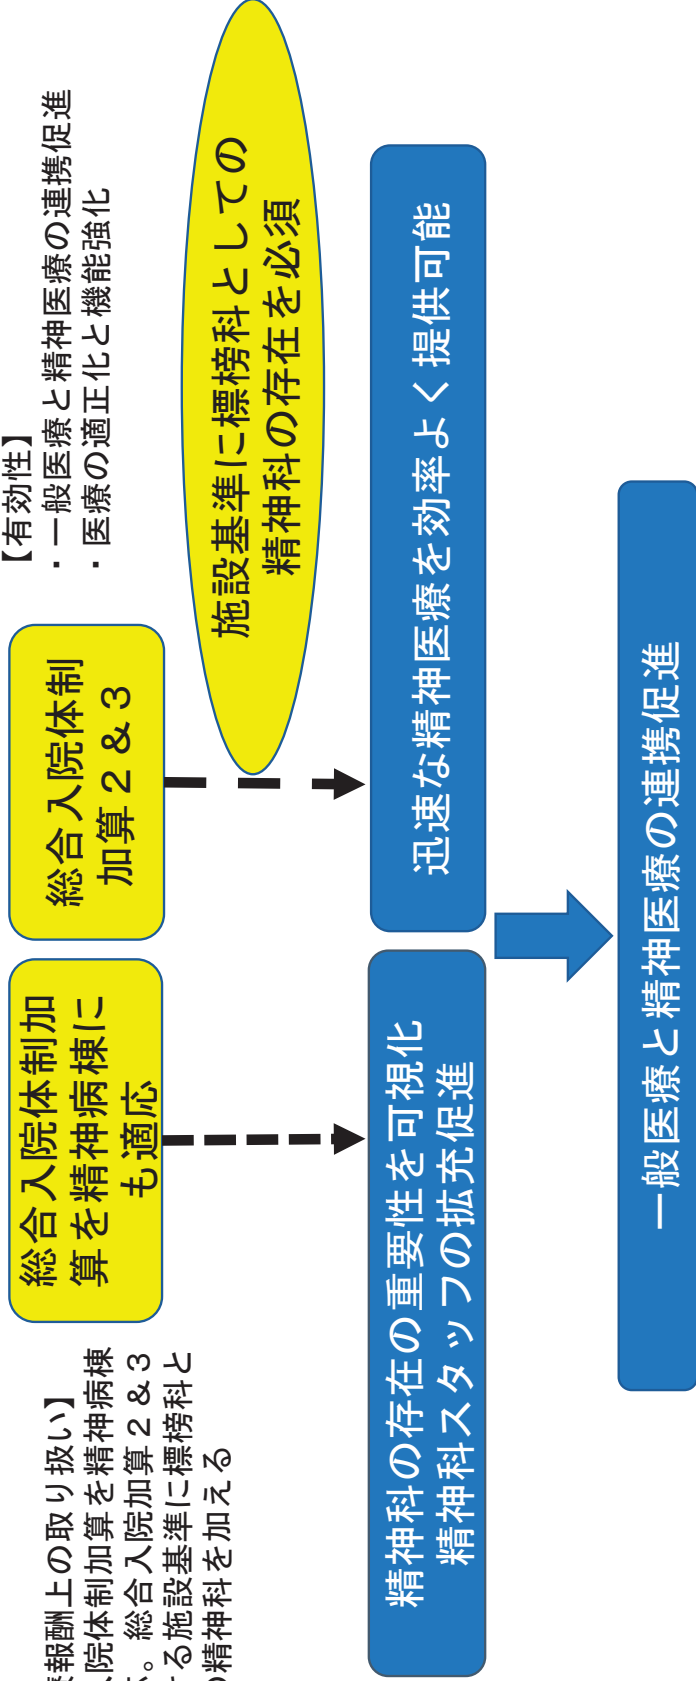 報酬上の取り扱い】
院体制加算を精神病棟
。総合入院加算２＆３
る施設基準に標榜科と
の精神科を加える
総合入院体制加
算を精神病棟に
も適応
総合入院体制
加算２＆３
【有効性】
・一般医療と精神医療の連携促進
・医療の適正化と機能強化
施設基準に標榜科としての
精神科の存在を必須
精神科の存在の重要性を可視化
精神科スタッフの拡充促進
迅速な精神医療を効率よく提供可能
一般医療と精神医療の連携促進